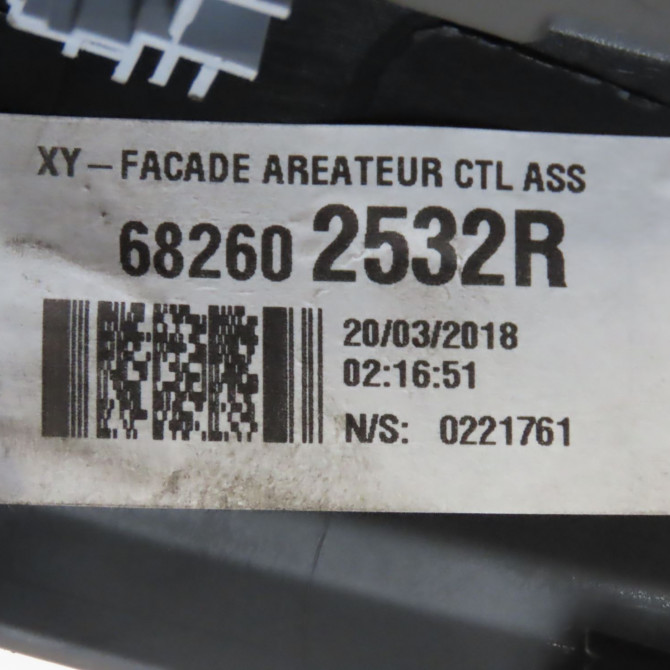 XY – FACADE AREATEUR CTL ASS
68260 2532R
20/03/2018
02:16:51
N/S: 0221761